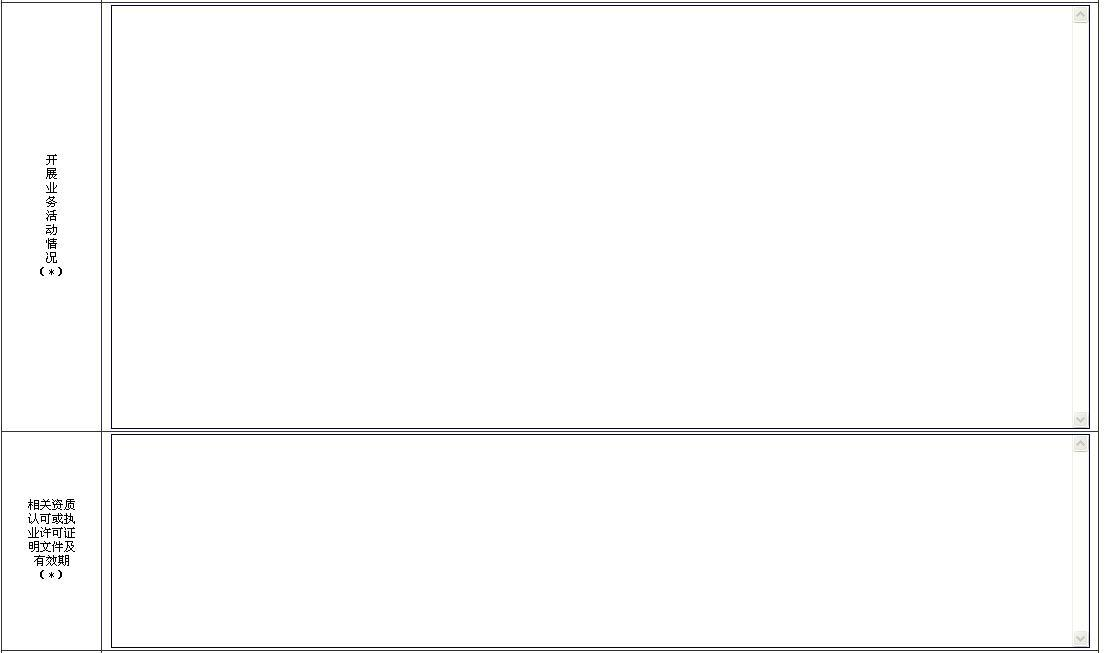 开
展
业
务
活
动
情
况
(*)
相关资质
认可或执
业许可证
明文件及
有效期
(*)